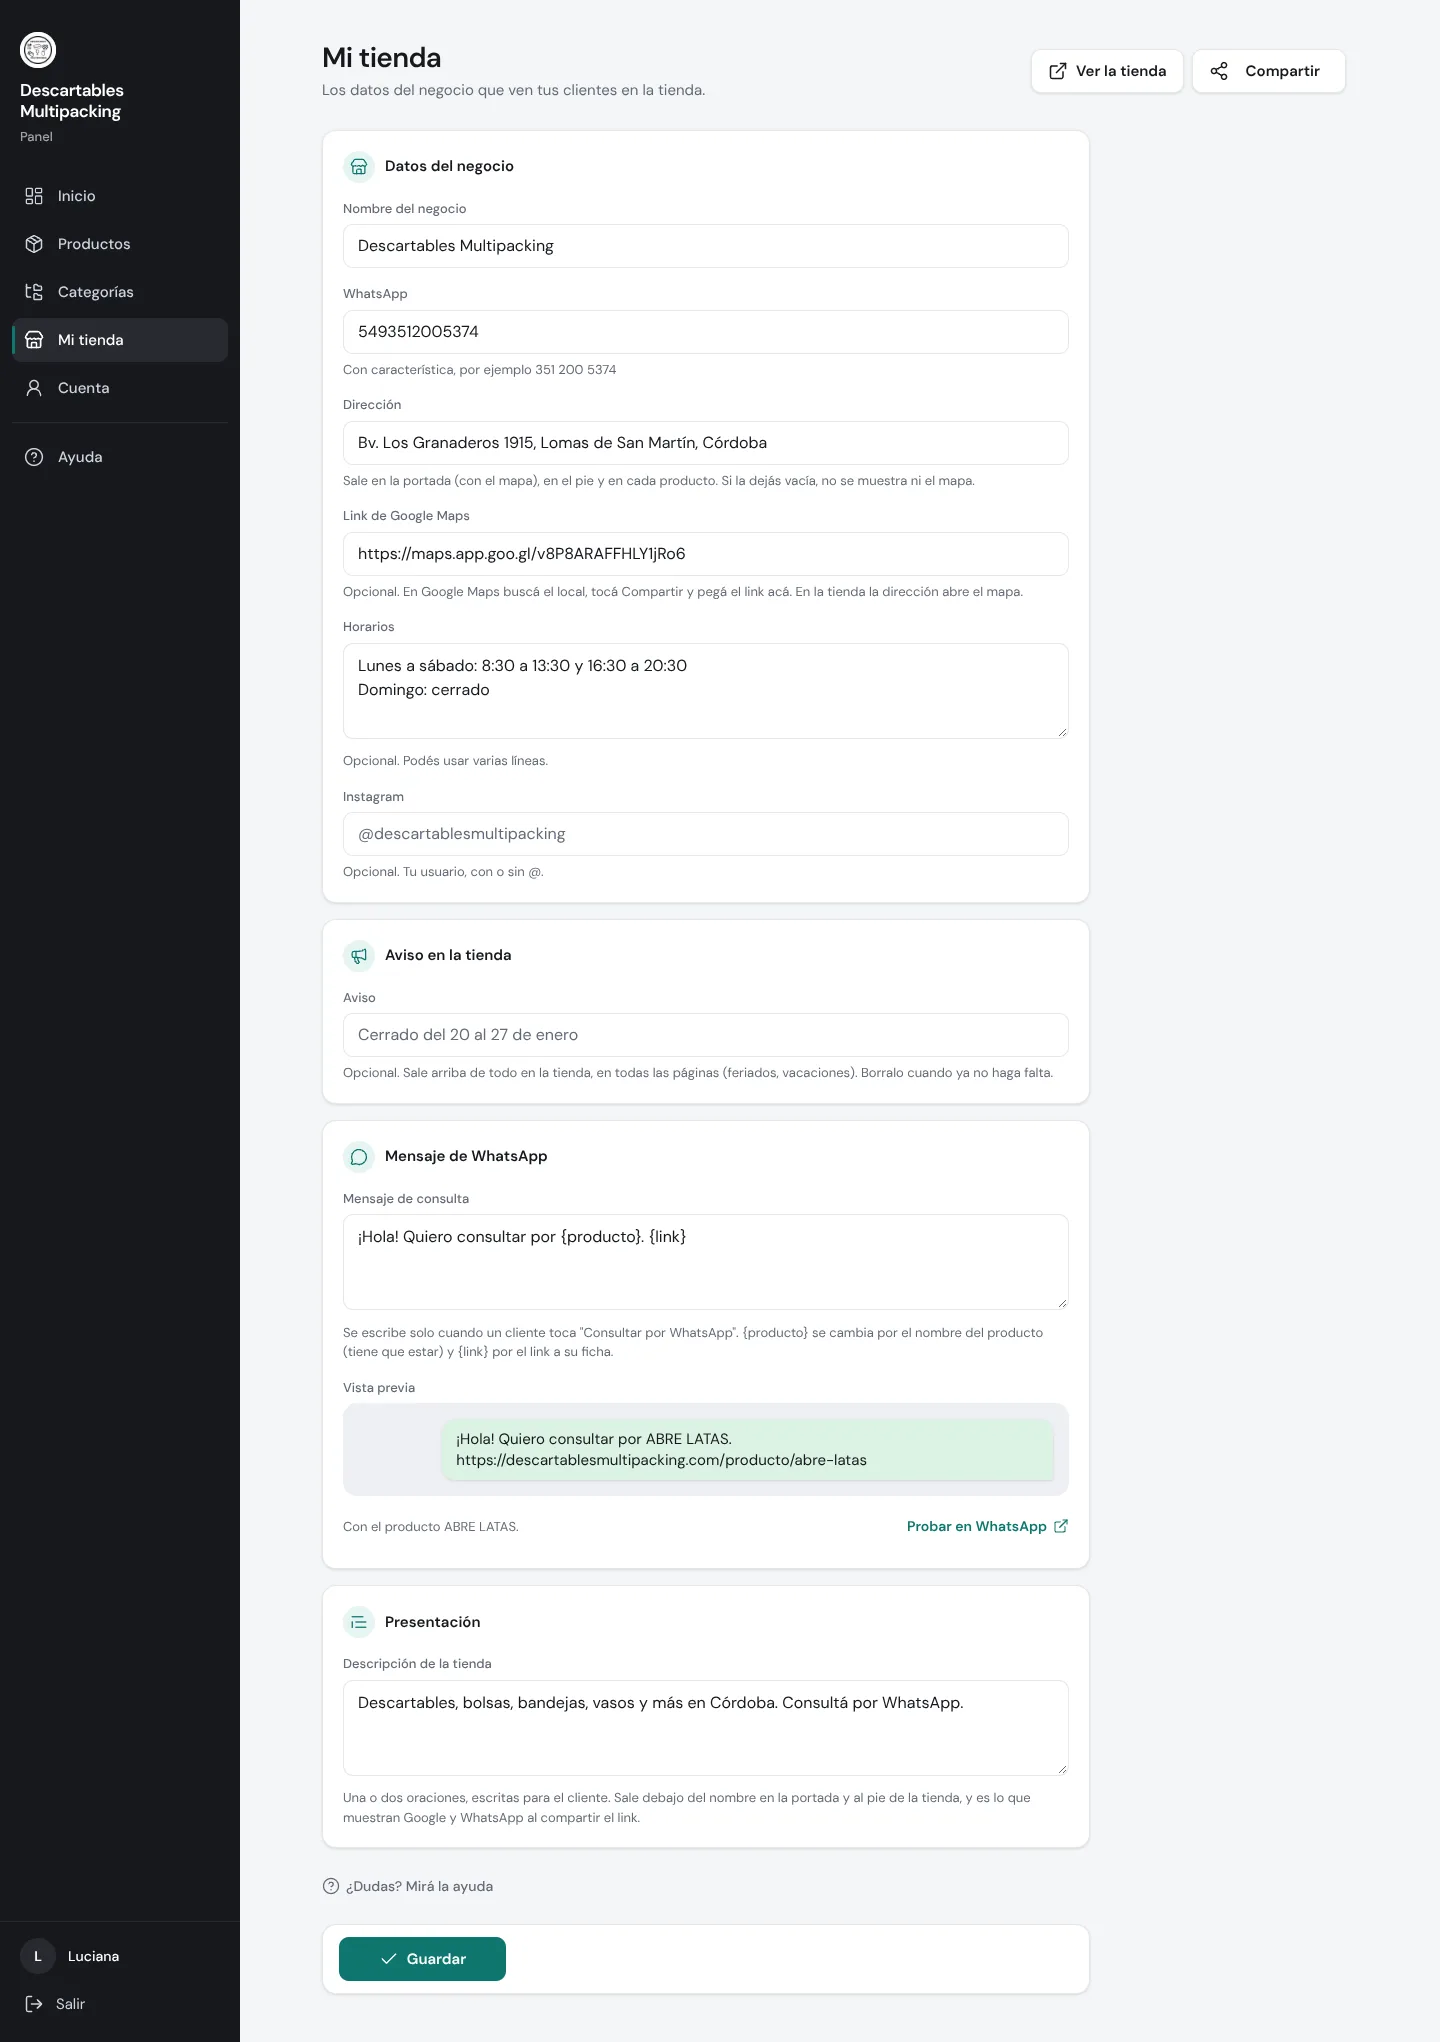 Descartables
Multipacking
Panel
Inicio
Productos
Categorías
Mi tienda
Cuenta
Ayuda
Luciana
L
Salir
Mi tienda
Los datos del negocio que ven tus clientes en la tienda.
Ver la tienda
Compartir
Datos del negocio
Nombre del negocio
Descartables Multipacking
WhatsApp
5493512005374
Con característica, por ejemplo 351 200 5374
Dirección
Bv. Los Granaderos 1915, Lomas de San Martín, Córdoba
Sale en la portada (con el mapa), en el pie y en cada producto. Si la dejás vacía, no se muestra ni el mapa.
Link de Google Maps
https://maps.app.goo.gl/v8P8ARAFFHLY1jRo6
Opcional. En Google Maps buscá el local, tocá Compartir y pegá el link acá. En la tienda la dirección abre el mapa.
Horarios
Lunes a sábado: 8:30 a 13:30 y 16:30 a 20:30
Domingo: cerrado
Opcional. Podés usar varias líneas.
Instagram
@descartablesmultipacking
Opcional. Tu usuario, con o sin @.
Aviso en la tienda
Aviso
Cerrado del 20 al 27 de enero
Opcional. Sale arriba de todo en la tienda, en todas las páginas (feriados, vacaciones). Borralo cuando ya no haga falta.
Mensaje de WhatsApp
Mensaje de consulta
¡Hola! Quiero consultar por {producto}. {link}
Se escribe solo cuando un cliente toca "Consultar por WhatsApp". {producto} se cambia por el nombre del producto
(tiene que estar) y {link} por el link a su ficha.
Vista previa
¡Hola! Quiero consultar por ABRE LATAS.
https://descartablesmultipacking.com/producto/abre-latas
Con el producto ABRE LATAS.
Probar en WhatsApp
Presentación
Descripción de la tienda
Descartables, bolsas, bandejas, vasos y más en Córdoba. Consultá por WhatsApp.
Una o dos oraciones, escritas para el cliente. Sale debajo del nombre en la portada y al pie de la tienda, y es lo que
muestran Google y WhatsApp al compartir el link.
¿Dudas? Mirá la ayuda
Guardar